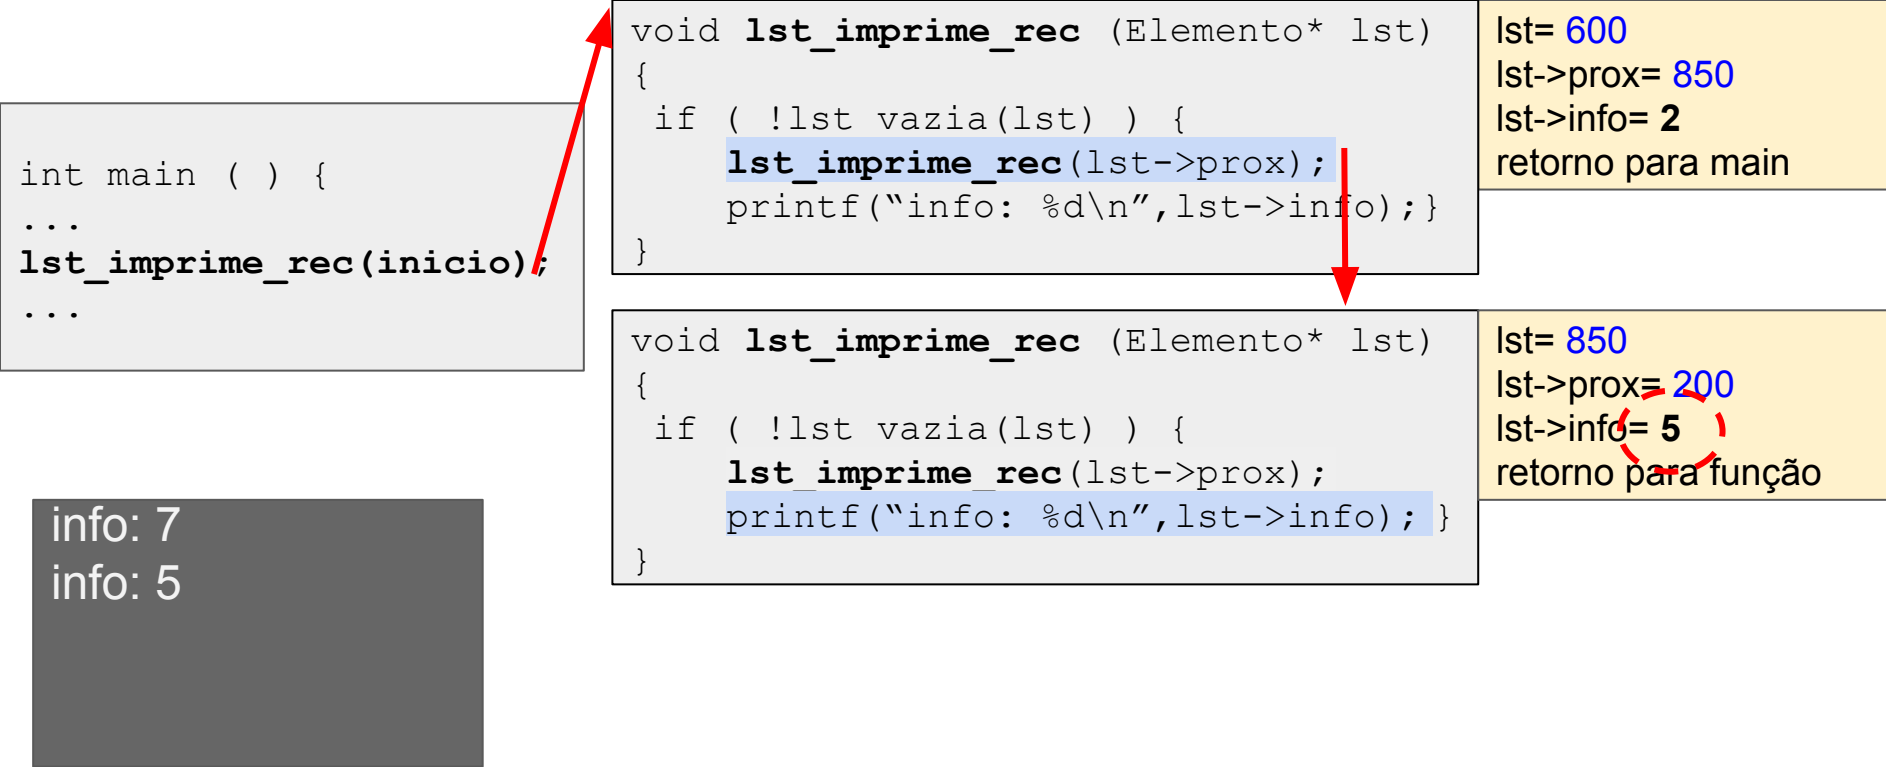 int main ( ) {
...
lst_imprime_rec(inicio);
...
void lst_imprime_rec (Elemento* lst)
{
if ( !lst vazia(lst) ) {
lst_imprime_rec(lst->prox);
printf(“info: %d\n”,lst->info);}
}
lst= 600
lst->prox= 850
lst->info= 2
retorno para main
void lst_imprime_rec (Elemento* lst)
{
if ( !lst vazia(lst) ) {
lst_imprime_rec(lst->prox);
printf(“info: %d\n”,lst->info); }
}
lst= 850
lst->prox= 200
lst->info= 5
retorno para função
info: 7
info: 5